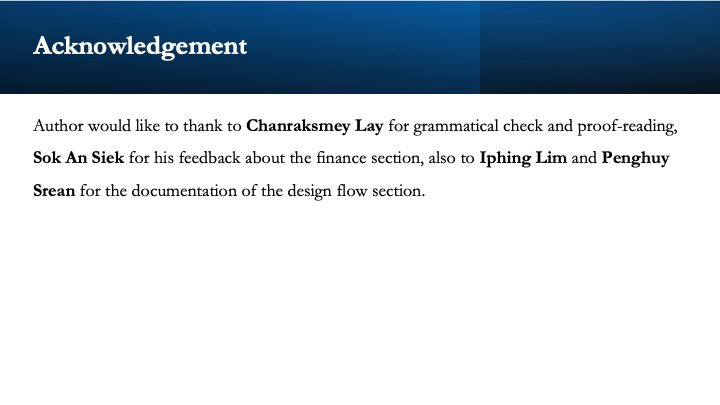 Acknowledgement
Author would like to thank to Chanraksmey Lay for grammatical check and proof-reading,
Sok An Siek for his feedback about the finance section, also to Iphing Lim and Penghuy
Srean for the documentation of the design flow section.